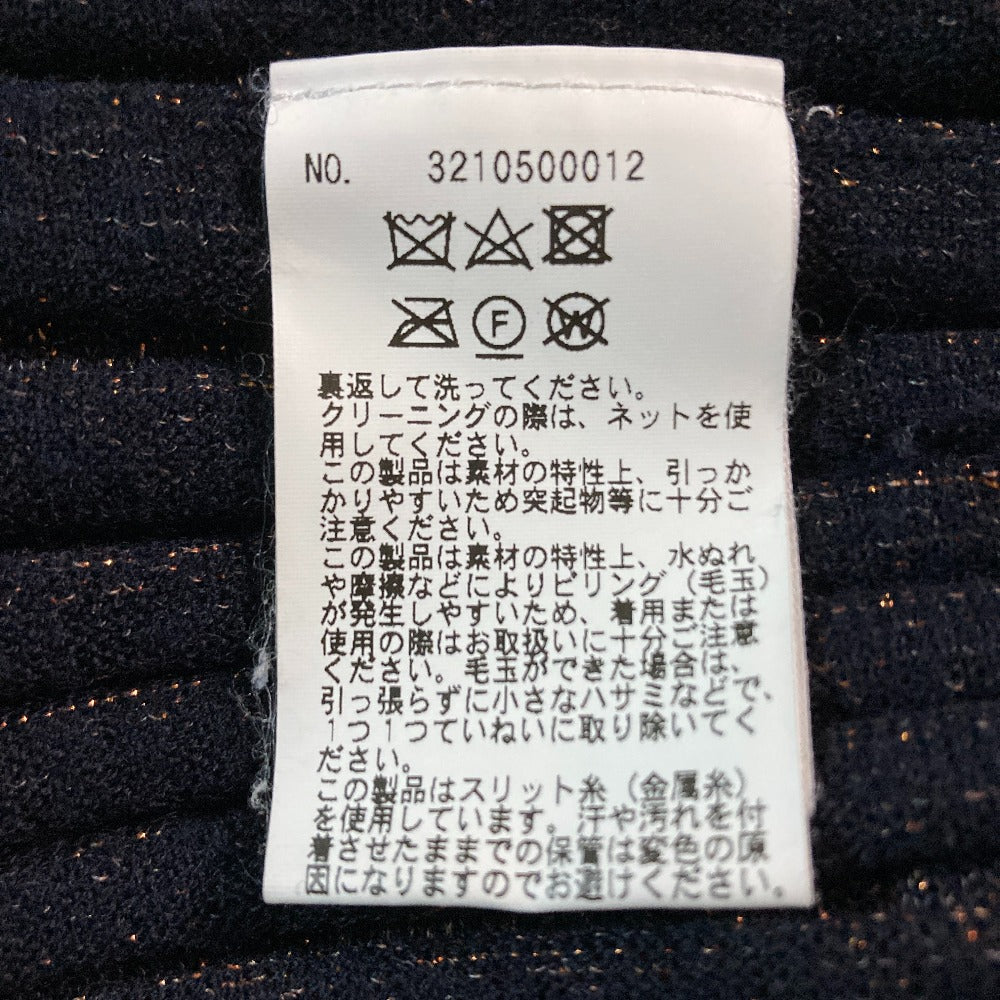 NO. 3210500012
F
W
裏返して洗ってください。
クリーニングの際は、ネットを使
用してください。
この製品は素材の特性上、引っか
かりやすいため突起物等に十分ご
注意ください。
この製品は素材の特性上、水ぬれ
や摩擦などによりピリング（毛玉）
が発生しやすいため、着用または
使用の際はお取扱いに十分ご注意
ください。毛玉ができた場合は、
引っ張らずに小さなハサミなどで、
1つ1つていねいに取り除いてく
ださい。
この製品はスリット糸（金属糸）
を使用しています。汗や汚れを付
着させたままでの保管は変色の原
因になりますのでお避けください。